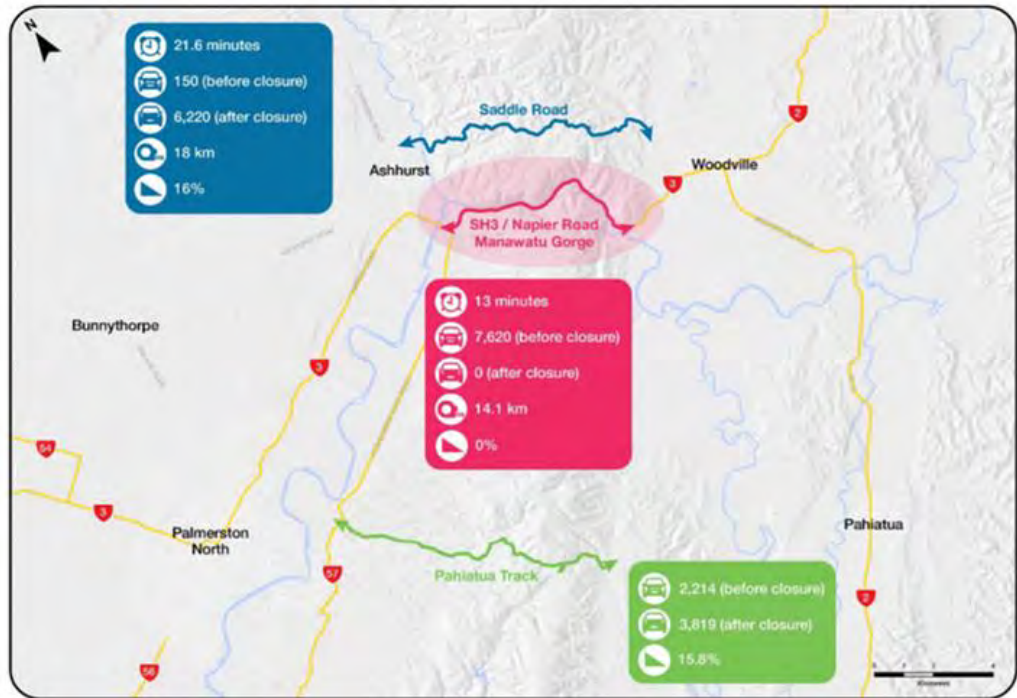 N
21.6 minutes
150 (before closure)
6,220 (after closure)
18 km
16%
Saddle Road
2
Ashhurst
Woodville
3
SH3 / Napier Road
Manawatu Gorge
13 minutes
7,620 (before closure)
0 (after closure)
14.1 km
0%
Bunnythorpe
3
54
3
Palmerston
North
Pahiatua
Pahiatua Track
57
2,214 (before closure)
3,819 (after closure)
15.8%
2
56
Kilometres